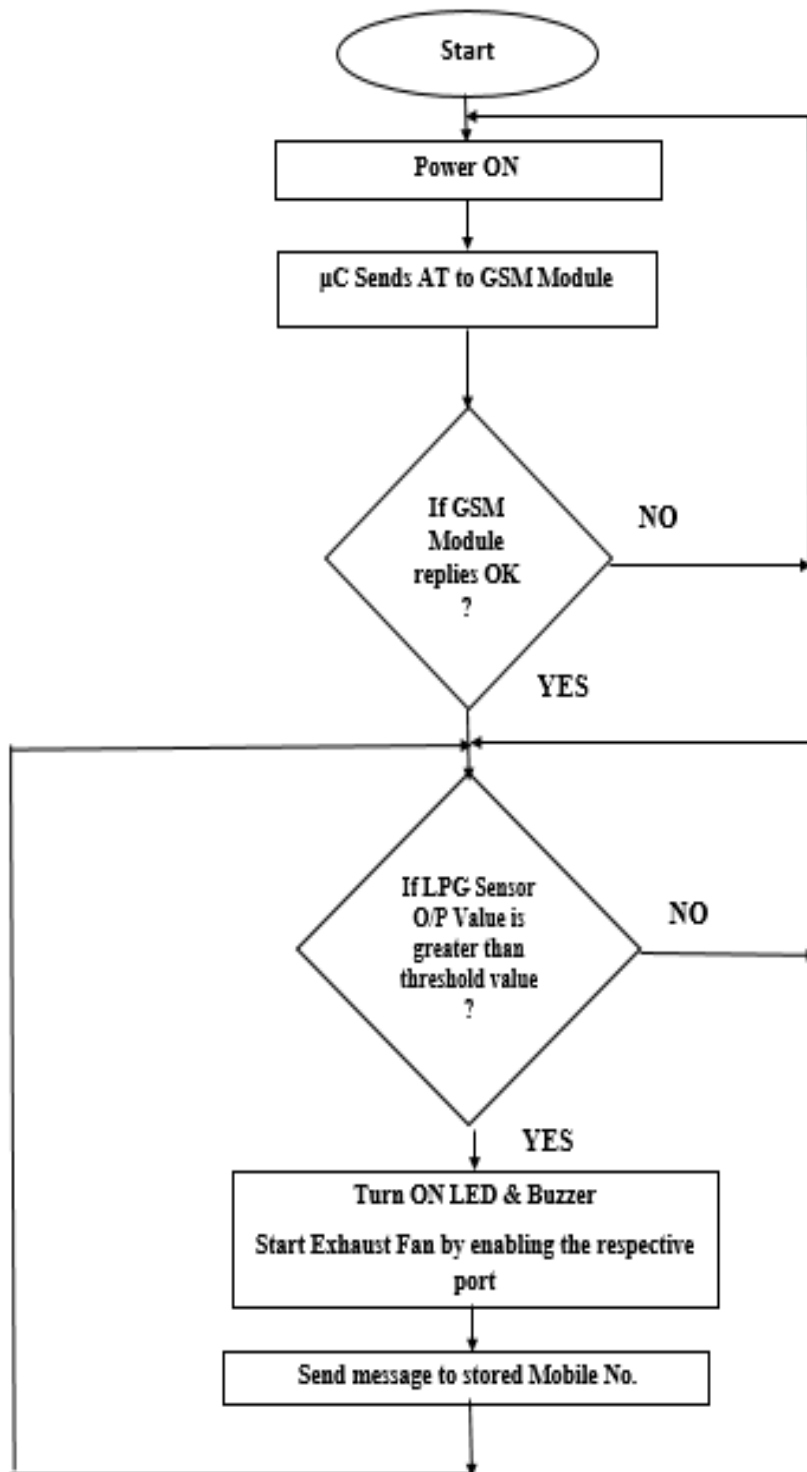 Start
Power ON
µC Sends AT to GSM Module
If GSM
Module
replies OK
?
NO
YES
If LPG Sensor
O/P Value is
greater than
threshold value
?
NO
YES
Turn ON LED & Buzzer
Start Exhaust Fan by enabling the respective
port
Send message to stored Mobile No.